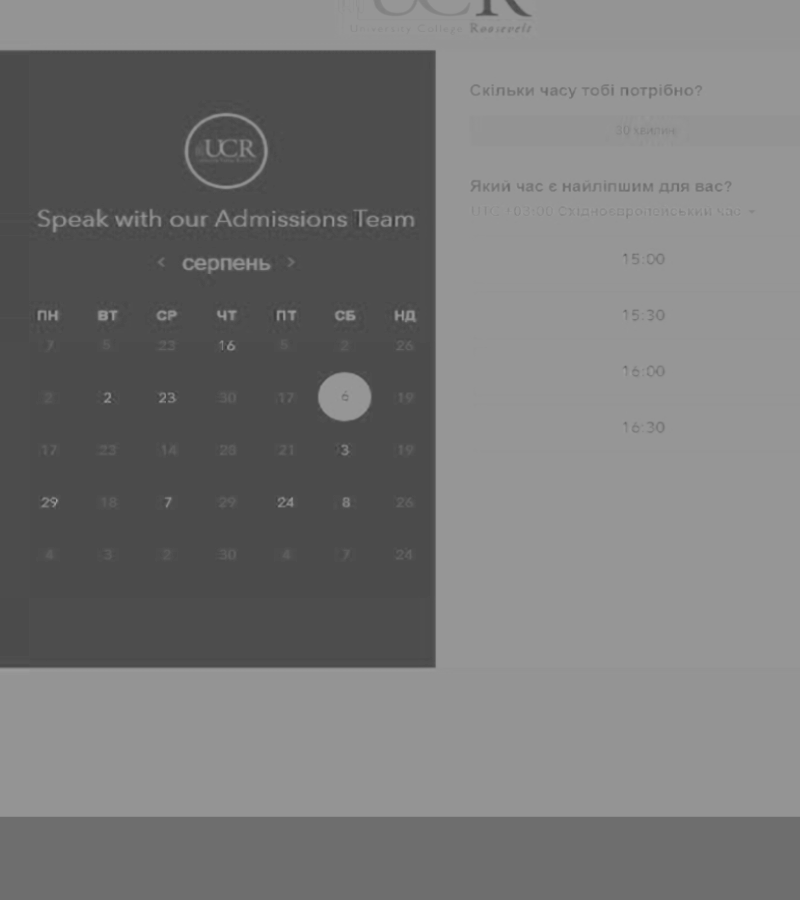 UCR
University College Roosevelt
UCR
Speak with our Admissions Team
< серпень >
ПН ВТ СР ЧТ ПТ СБ НД
7 5 23 16 5 2 26
2 2 23 30 17 6 19
17 23 14 28 21 3 19
29 18 7 29 24 8 26
4 3 2 30 4 7 24
Скільки часу тобі потрібно?
30 хвилин
Який час є найліпшим для вас?
UTC +03:00 Східноєвропейський час
15:00
15:30
16:00
16:30